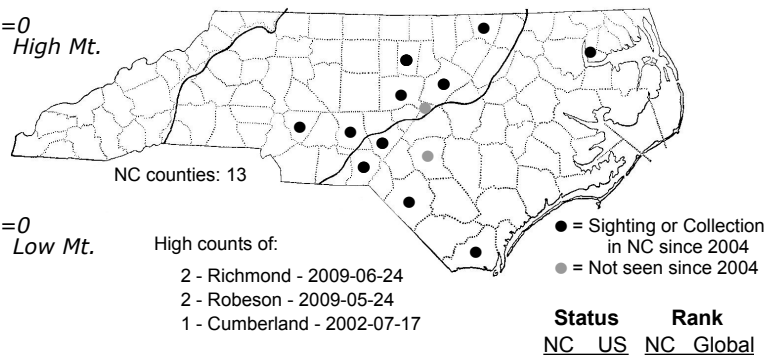 =0
High Mt.
NC counties: 13
=0
Low Mt.
High counts of:
2 - Richmond - 2009-06-24
2 - Robeson - 2009-05-24
1 - Cumberland - 2002-07-17
= Sighting or Collection
in NC since 2004
= Not seen since 2004
Status Rank
NC US NC Global